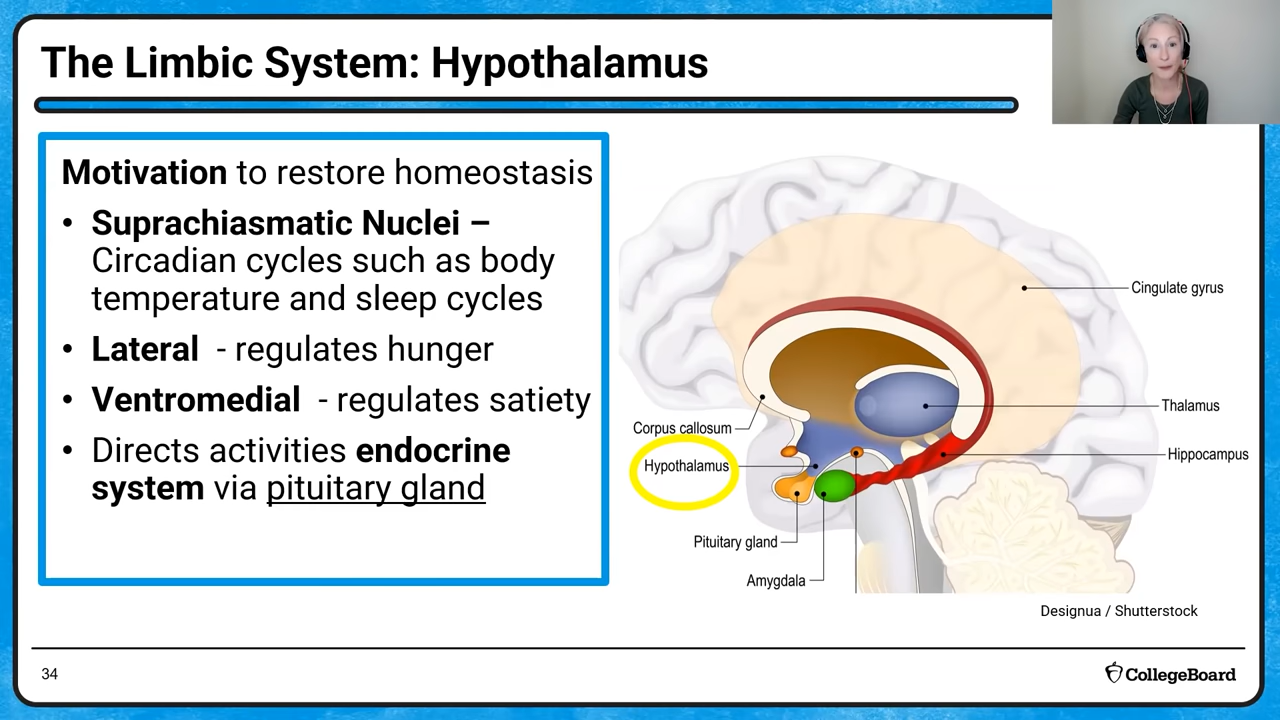 The Limbic System: Hypothalamus
Motivation to restore homeostasis
• Suprachiasmatic Nuclei –
Circadian cycles such as body
temperature and sleep cycles
• Lateral - regulates hunger
• Ventromedial - regulates satiety
• Directs activities endocrine
system via pituitary gland
Cingulate gyrus
Thalamus
Corpus callosum
Hippocampus
Hypothalamus
Pituitary gland
Amygdala
Designua / Shutterstock
34
CollegeBoard